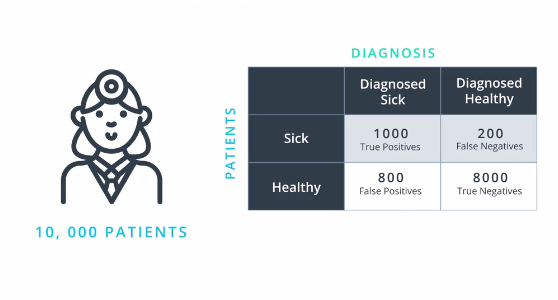 DIAGNOSIS
Diagnosed Sick
Diagnosed Healthy
PATIENTS
Sick
1000
True Positives
200
False Negatives
Healthy
800
False Positives
8000
True Negatives
10, 000 PATIENTS